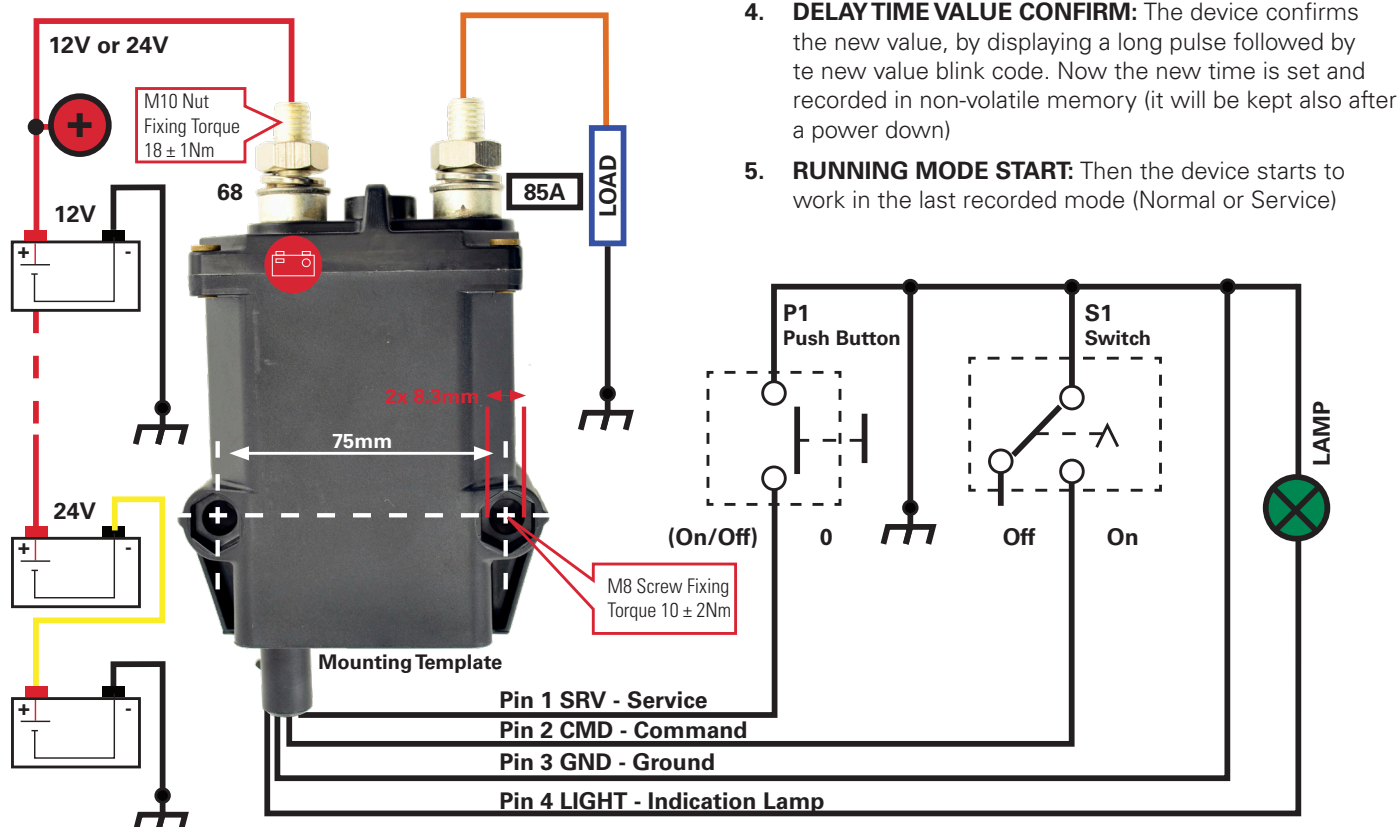 4. DELAY TIME VALUE CONFIRM: The device confirms
the new value, by displaying a long pulse followed by
te new value blink code. Now the new time is set and
recorded in non-volatile memory (it will be kept also after
a power down)
5. RUNNING MODE START: Then the device starts to
work in the last recorded mode (Normal or Service)
12V or 24V
M10 Nut
Fixing Torque
18 ± 1Nm
+
68
85A
LOAD
12V
+ -
2x 8.3mm
75mm
24V
+ -
M8 Screw Fixing
Torque 10 ± 2Nm
+ -
Mounting Template
P1
Push Button
S1
Switch
(On/Off) 0
Off On
LAMP
Pin 1 SRV - Service
Pin 2 CMD - Command
Pin 3 GND - Ground
Pin 4 LIGHT - Indication Lamp